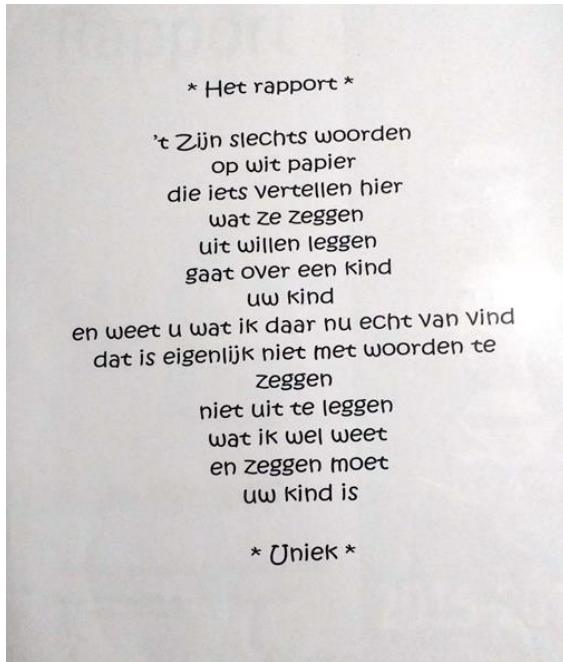 Rapport
* Het rapport *
't Zijn slechts woorden
op wit papier
die iets vertellen hier
wat ze zeggen
uit willen leggen
gaat over een kind
uw kind
en weet u wat ik daar nu echt van vind
dat is eigenlijk niet met woorden te
zeggen
niet uit te leggen
wat ik wel weet
en zeggen moet
uw kind is
* Uniek *